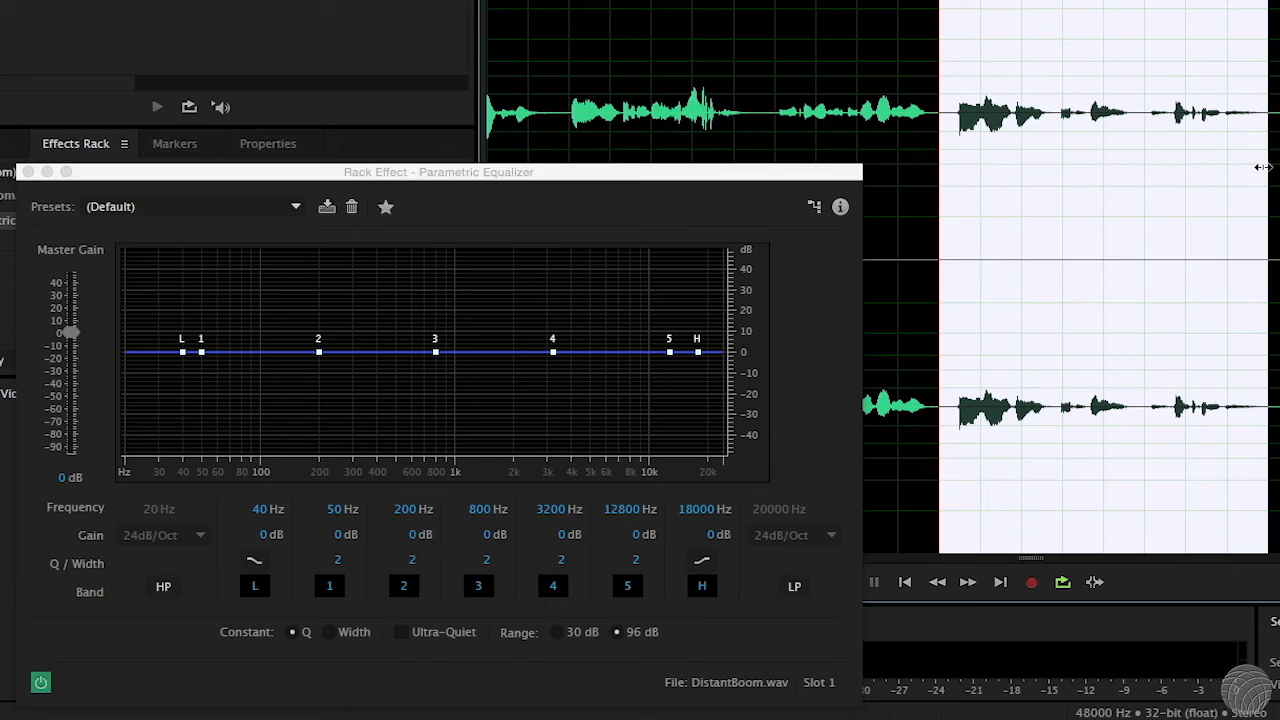 Effects Rack Markers Properties
Rack Effect - Parametric Equalizer
Presets: (Default)
Master Gain
dB
40
30
20
10
0
-10
-20
-30
-40
-50
-60
-70
-80
-90
0 dB
L 1 2 3 4 5 H
40
30
20
10
0
-10
-20
-30
-40
Hz 30 40 50 60 80 100 200 300 400 600 800 1k 2k 3k 4k 5k 6k 10k 20k
Frequency 20 Hz 40 Hz 50 Hz 200 Hz 800 Hz 3200 Hz 12800 Hz 18000 Hz 20000 Hz
Gain 24dB/Oct 0 dB 0 dB 0 dB 0 dB 0 dB 0 dB 0 dB 24dB/Oct
Q / Width 2 2 2 2 2
Band HP L 1 2 3 4 5 H LP
Constant: Q Width Ultra-Quiet Range: 30 dB 96 dB
File: DistantBoom.wav Slot 1
-27 -24 -21 -18 -15 -12 -9 -6 -3
48000 Hz • 32-bit (float) • Stereo